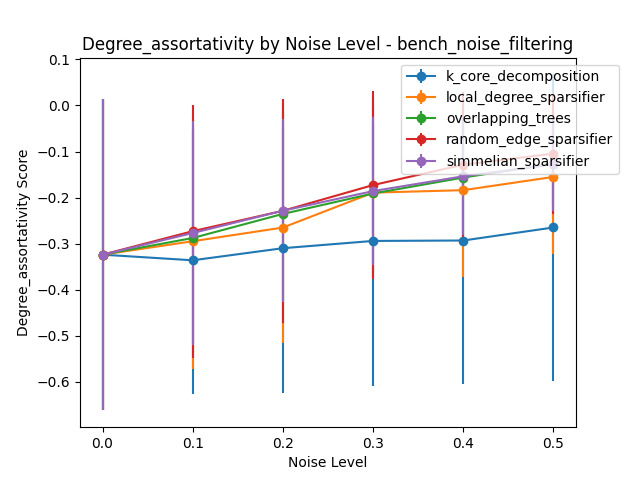 Degree_assortativity by Noise Level - bench_noise_filtering
Degree_assortativity Score
0.1
0.0
−0.1
−0.2
−0.3
−0.4
−0.5
−0.6
k_core_decomposition
local_degree_sparsifier
overlapping_trees
random_edge_sparsifier
simmelian_sparsifier
0.0 0.1 0.2 0.3 0.4 0.5
Noise Level